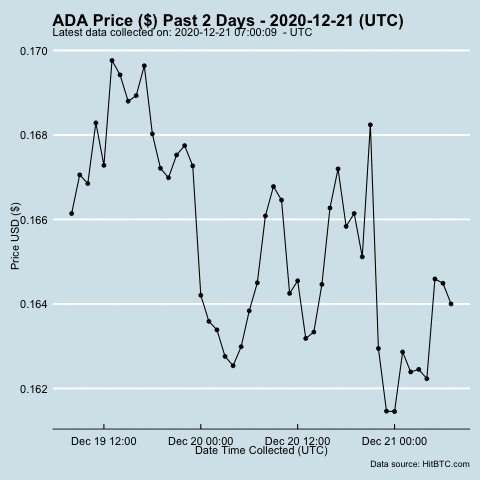 ADA Price ($) Past 2 Days - 2020-12-21 (UTC)
Latest data collected on: 2020-12-21 07:00:09 - UTC
0.170
0.168
0.166
0.164
0.162
Price USD ($)
Dec 19 12:00 Dec 20 00:00 Dec 20 12:00 Dec 21 00:00
Date Time Collected (UTC)
Data source: HitBTC.com